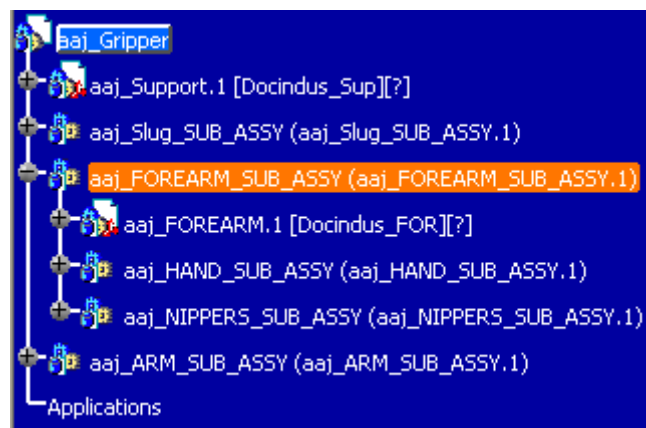 aaj_Gripper
aaj_Support.1 [Docindus_Sup][?]
aaj_Slug_SUB_ASSY (aaj_Slug_SUB_ASSY.1)
aaj_FOREARM_SUB_ASSY (aaj_FOREARM_SUB_ASSY.1)
aaj_FOREARM.1 [Docindus_FOR][?]
aaj_HAND_SUB_ASSY (aaj_HAND_SUB_ASSY.1)
aaj_NIPPERS_SUB_ASSY (aaj_NIPPERS_SUB_ASSY.1)
aaj_ARM_SUB_ASSY (aaj_ARM_SUB_ASSY.1)
Applications